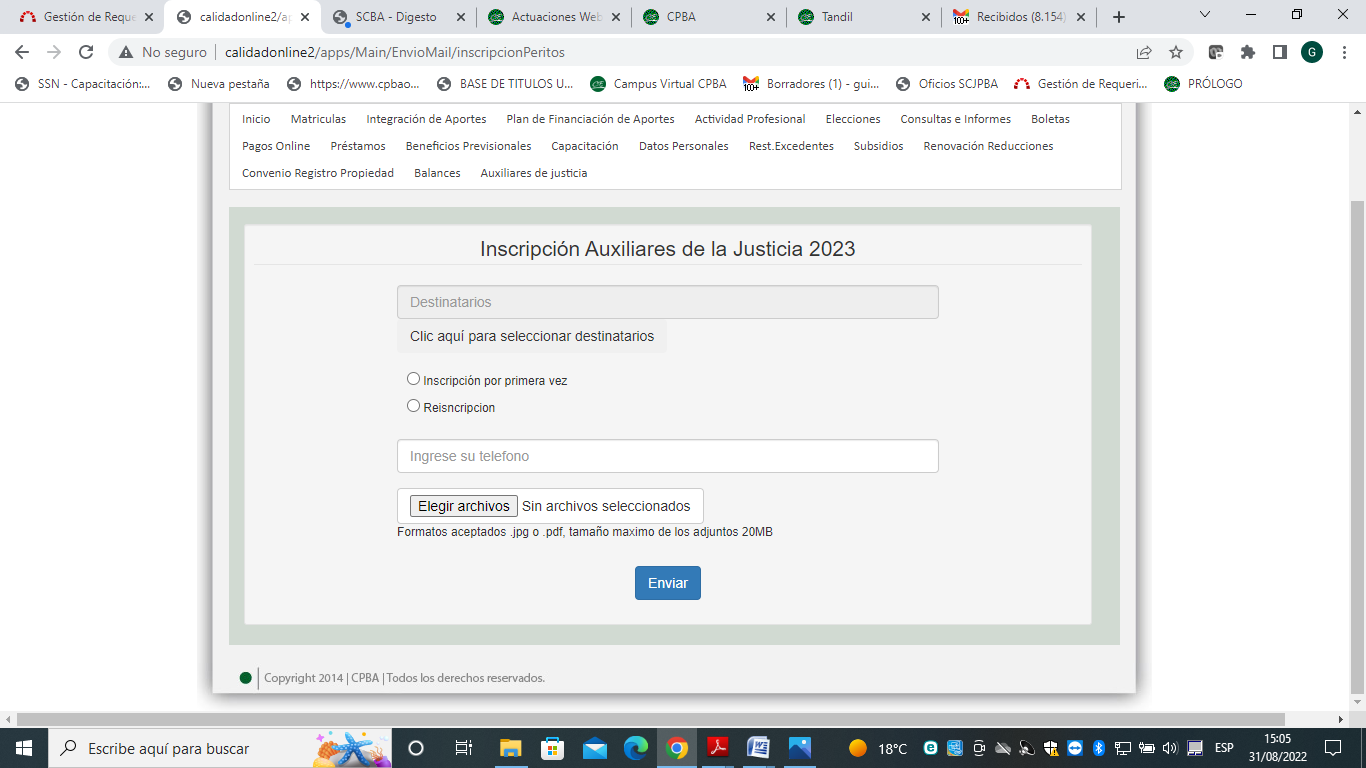 Gestión de Reque
calidadonline2/a
SCBA - Digesto
Actuaciones Web
CPBA
Tandil
Recibidos (8.154)
No seguro
calidadonline2/apps/Main/EnvioMail/inscripcionPeritos
G
SSN - Capacitación:...
Nueva pestaña
https://www.cpbao...
BASE DE TITULOS U...
Campus Virtual CPBA
100+
Borradores (1) - gui...
Oficios SCJPBA
Gestión de Requeri...
PRÓLOGO
Inicio Matriculas Integración de Aportes Plan de Financiación de Aportes Actividad Profesional Elecciones Consultas e Informes Boletas
Pagos Online Préstamos Beneficios Previsionales Capacitación Datos Personales Rest.Excedentes Subsidios Renovación Reducciones
Convenio Registro Propiedad Balances Auxiliares de justicia
Inscripción Auxiliares de la Justicia 2023
Destinatarios
Clic aquí para seleccionar destinatarios
Inscripción por primera vez
Reisncripcion
Ingrese su telefono
Elegir archivos Sin archivos seleccionados
Formatos aceptados .jpg o .pdf, tamaño maximo de los adjuntos 20MB
Enviar
Copyright 2014 | CPBA | Todos los derechos reservados.
Escribe aquí para buscar
18°C
ESP
15:05
31/08/2022